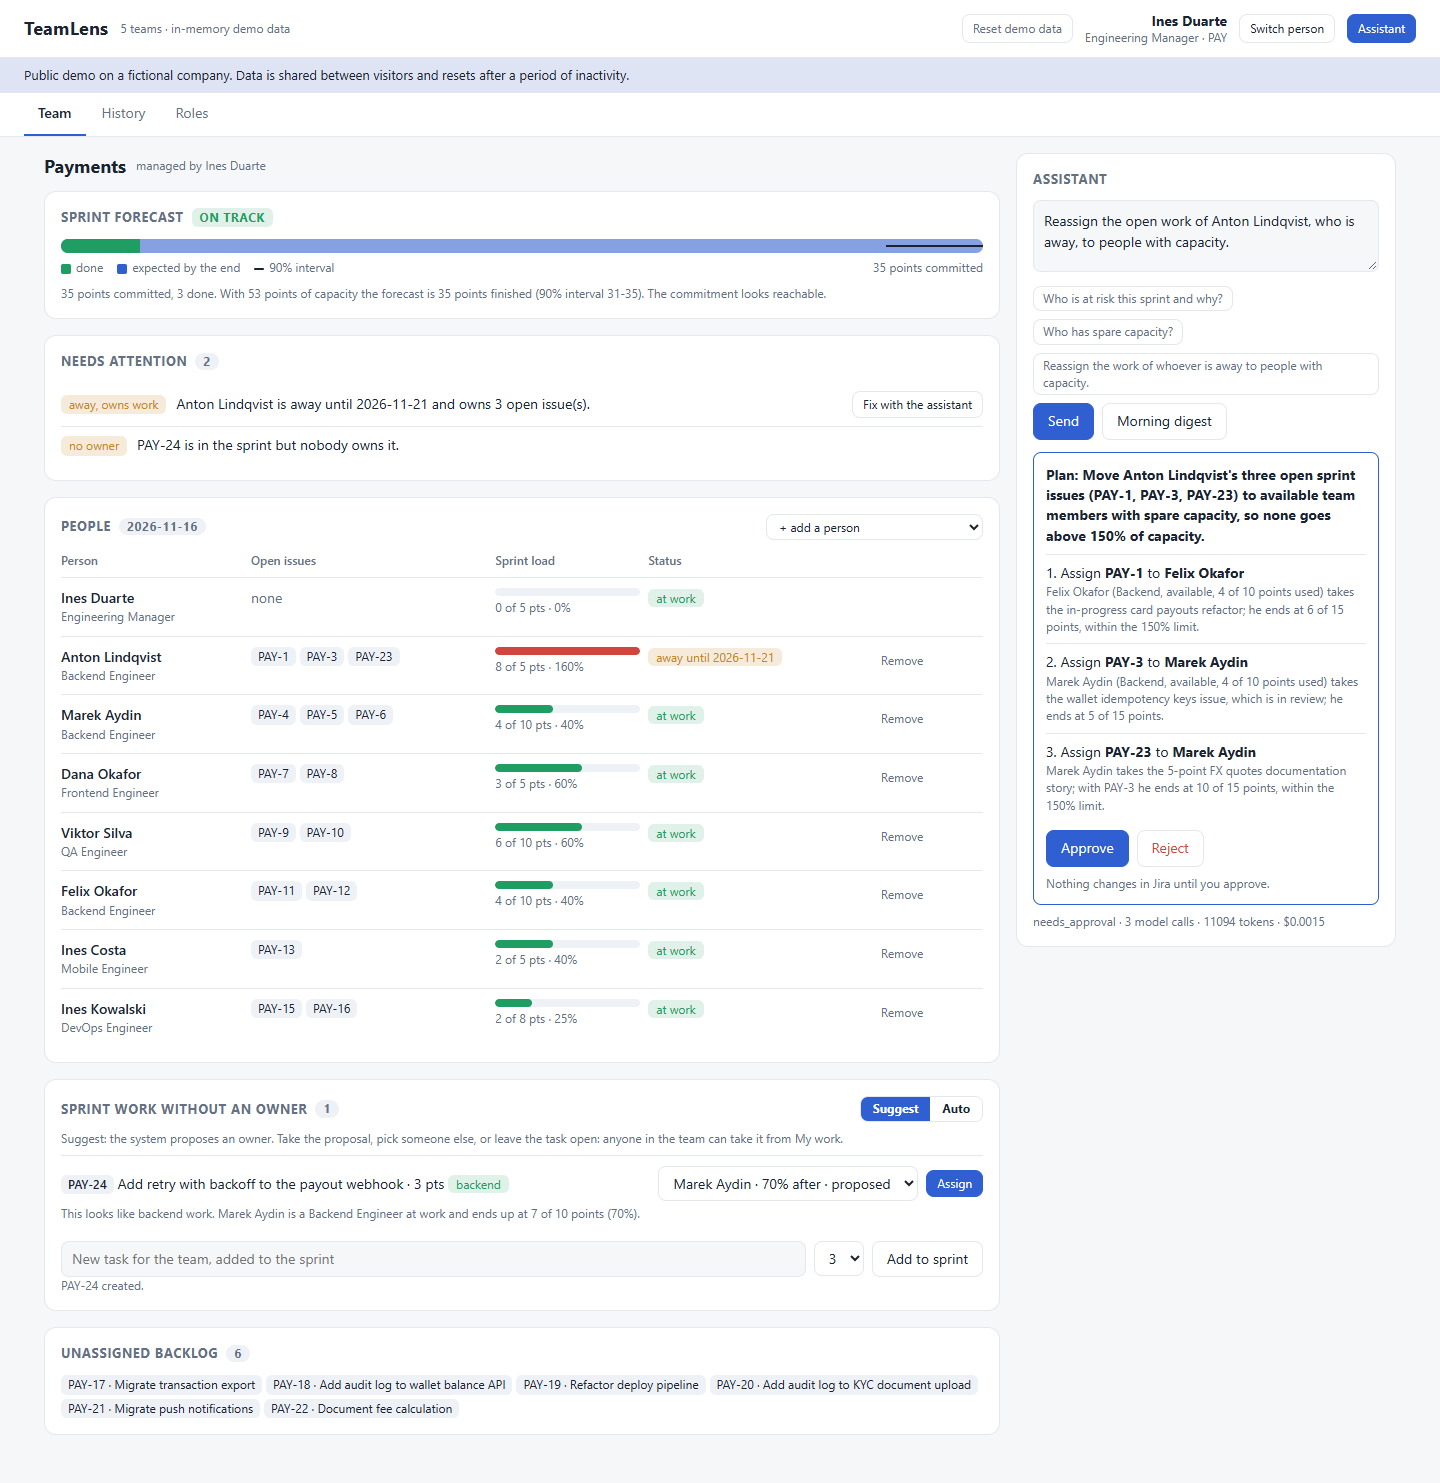 TeamLens
5 teams · in-memory demo data
Reset demo data
Ines Duarte
Engineering Manager · PAY
Switch person
Assistant
Public demo on a fictional company. Data is shared between visitors and resets after a period of inactivity.
Team History Roles
Payments managed by Ines Duarte
SPRINT FORECAST ON TRACK
done expected by the end 90% interval 35 points committed
35 points committed, 3 done. With 53 points of capacity the forecast is 35 points finished (90% interval 31-35). The commitment looks reachable.
NEEDS ATTENTION 2
away, owns work Anton Lindqvist is away until 2026-11-21 and owns 3 open issue(s). Fix with the assistant
no owner PAY-24 is in the sprint but nobody owns it.
PEOPLE 2026-11-16 + add a person
Person Open issues Sprint load Status
Ines Duarte none 0 of 5 pts · 0% at work
Engineering Manager
Anton Lindqvist PAY-1 PAY-3 PAY-23 8 of 5 pts · 160% away until 2026-11-21 Remove
Backend Engineer
Marek Aydin PAY-4 PAY-5 PAY-6 4 of 10 pts · 40% at work Remove
Backend Engineer
Dana Okafor PAY-7 PAY-8 3 of 5 pts · 60% at work Remove
Frontend Engineer
Viktor Silva PAY-9 PAY-10 6 of 10 pts · 60% at work Remove
QA Engineer
Felix Okafor PAY-11 PAY-12 4 of 10 pts · 40% at work Remove
Backend Engineer
Ines Costa PAY-13 2 of 5 pts · 40% at work Remove
Mobile Engineer
Ines Kowalski PAY-15 PAY-16 2 of 8 pts · 25% at work Remove
DevOps Engineer
SPRINT WORK WITHOUT AN OWNER 1 Suggest Auto
Suggest: the system proposes an owner. Take the proposal, pick someone else, or leave the task open: anyone in the team can take it from My work.
PAY-24 Add retry with backoff to the payout webhook · 3 pts backend Marek Aydin · 70% after · proposed Assign
This looks like backend work. Marek Aydin is a Backend Engineer at work and ends up at 7 of 10 points (70%).
New task for the team, added to the sprint 3 Add to sprint
PAY-24 created.
UNASSIGNED BACKLOG 6
PAY-17 · Migrate transaction export PAY-18 · Add audit log to wallet balance API PAY-19 · Refactor deploy pipeline PAY-20 · Add audit log to KYC document upload
PAY-21 · Migrate push notifications PAY-22 · Document fee calculation
ASSISTANT
Reassign the open work of Anton Lindqvist, who is
away, to people with capacity.
Who is at risk this sprint and why?
Who has spare capacity?
Reassign the work of whoever is away to people with
capacity.
Send Morning digest
Plan: Move Anton Lindqvist's three open sprint
issues (PAY-1, PAY-3, PAY-23) to available team
members with spare capacity, so none goes
above 150% of capacity.
1. Assign PAY-1 to Felix Okafor
Felix Okafor (Backend, available, 4 of 10 points used) takes
the in-progress card payouts refactor; he ends at 6 of 15
points, within the 150% limit.
2. Assign PAY-3 to Marek Aydin
Marek Aydin (Backend, available, 4 of 10 points used) takes
the wallet idempotency keys issue, which is in review; he
ends at 5 of 15 points.
3. Assign PAY-23 to Marek Aydin
Marek Aydin takes the 5-point FX quotes documentation
story; with PAY-3 he ends at 10 of 15 points, within the
150% limit.
Approve Reject
Nothing changes in Jira until you approve.
needs_approval · 3 model calls · 11094 tokens · $0.0015